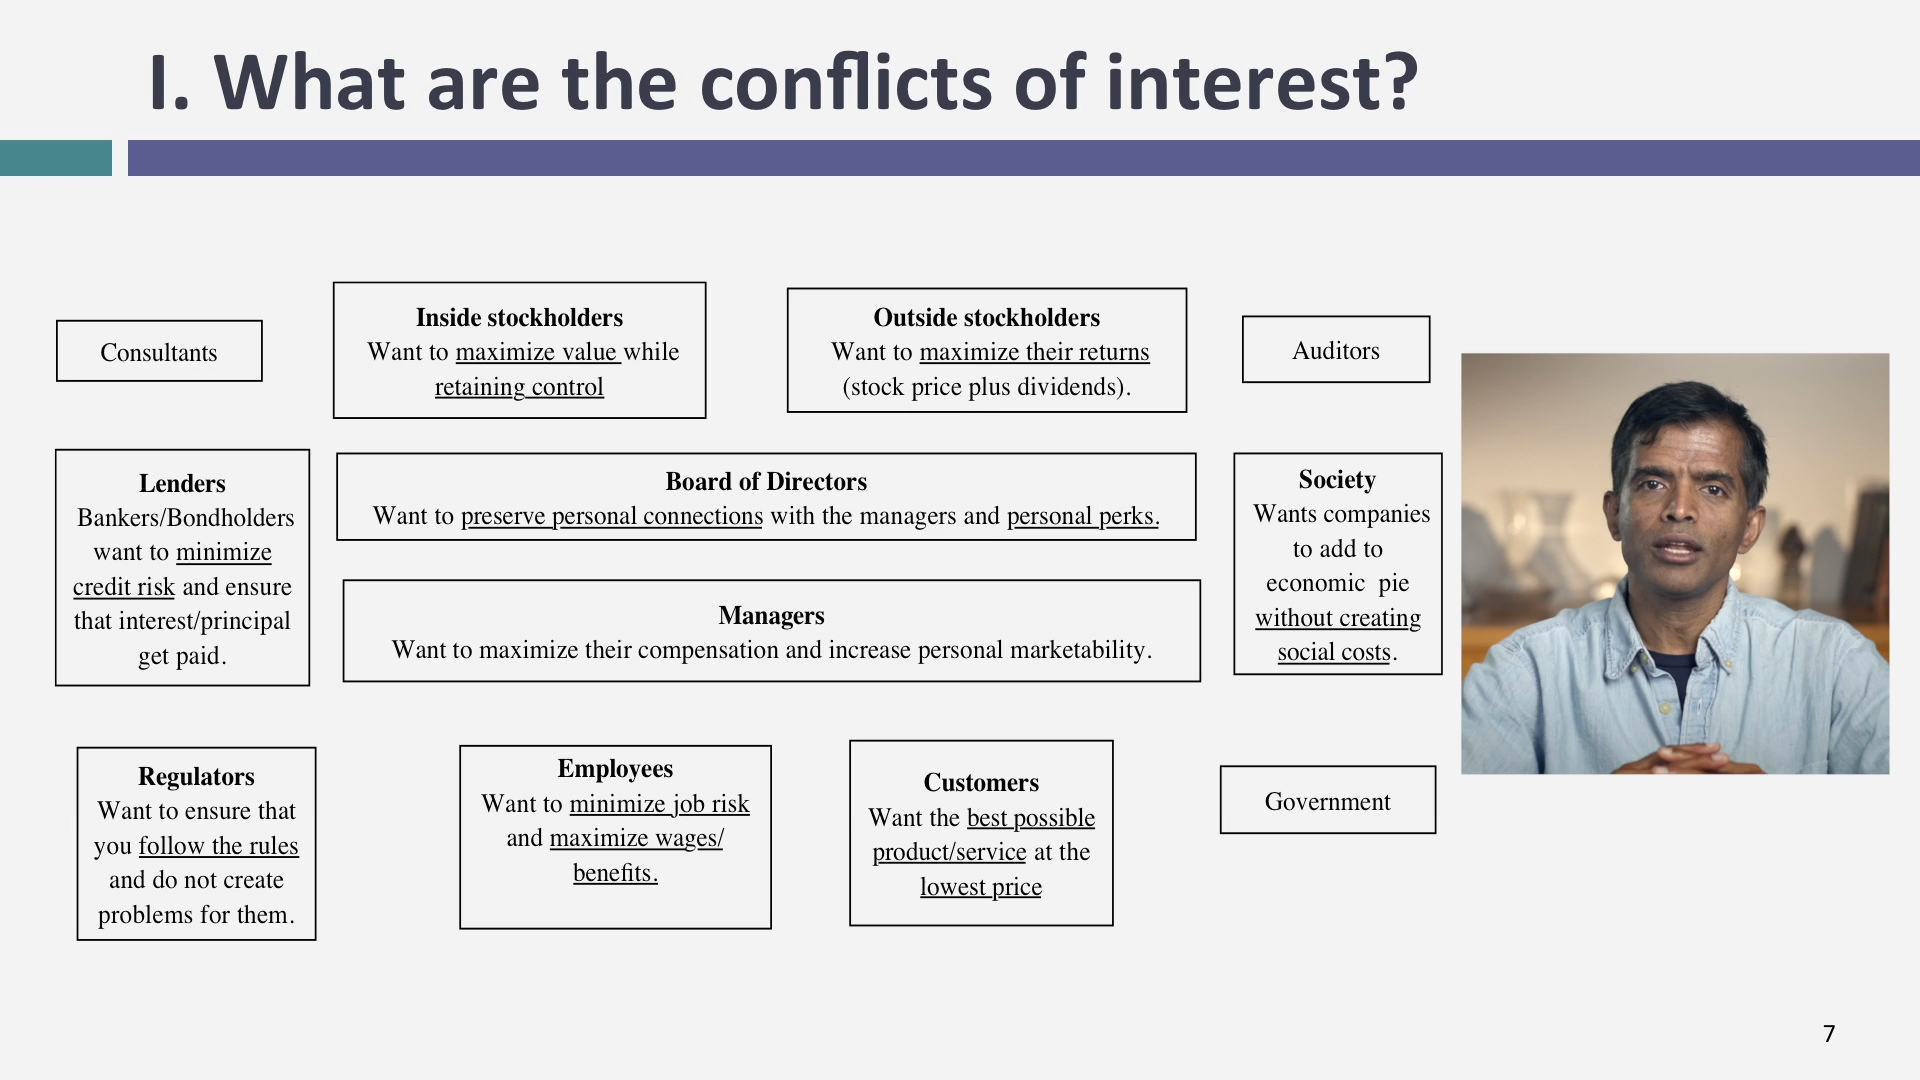 I. What are the conflicts of interest?
Consultants
Inside stockholders
Want to maximize value while
retaining control
Outside stockholders
Want to maximize their returns
(stock price plus dividends).
Auditors
Lenders
Bankers/Bondholders
want to minimize
credit risk and ensure
that interest/principal
get paid.
Board of Directors
Want to preserve personal connections with the managers and personal perks.
Managers
Want to maximize their compensation and increase personal marketability.
Society
Wants companies
to add to
economic pie
without creating
social costs.
Regulators
Want to ensure that
you follow the rules
and do not create
problems for them.
Employees
Want to minimize job risk
and maximize wages/
benefits.
Customers
Want the best possible
product/service at the
lowest price
Government
7